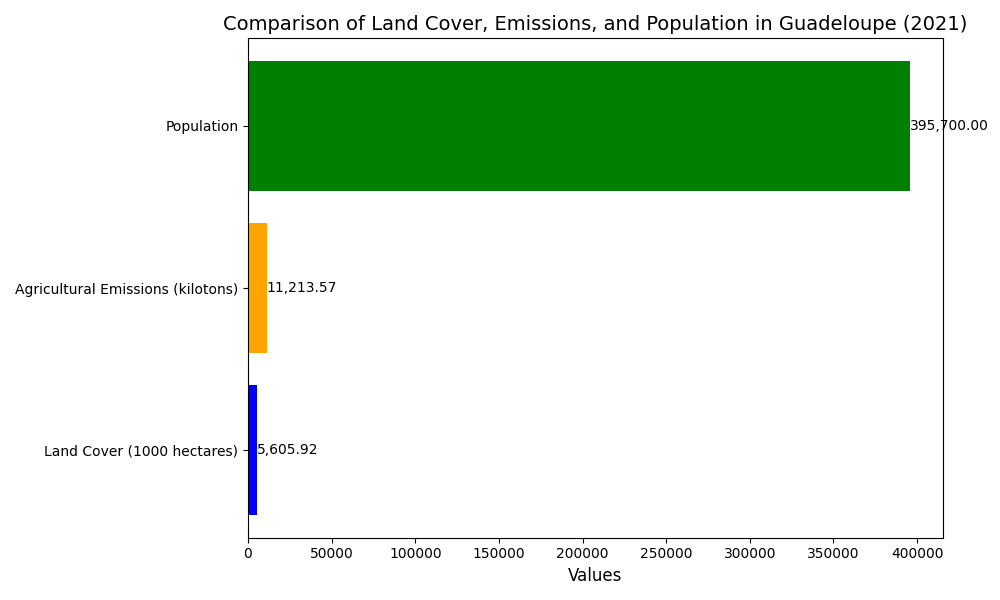 Comparison of Land Cover, Emissions, and Population in Guadeloupe (2021)
Population
395,700.00
Agricultural Emissions (kilotons)
11,213.57
Land Cover (1000 hectares)
5,605.92
0 50000 100000 150000 200000 250000 300000 350000 400000
Values